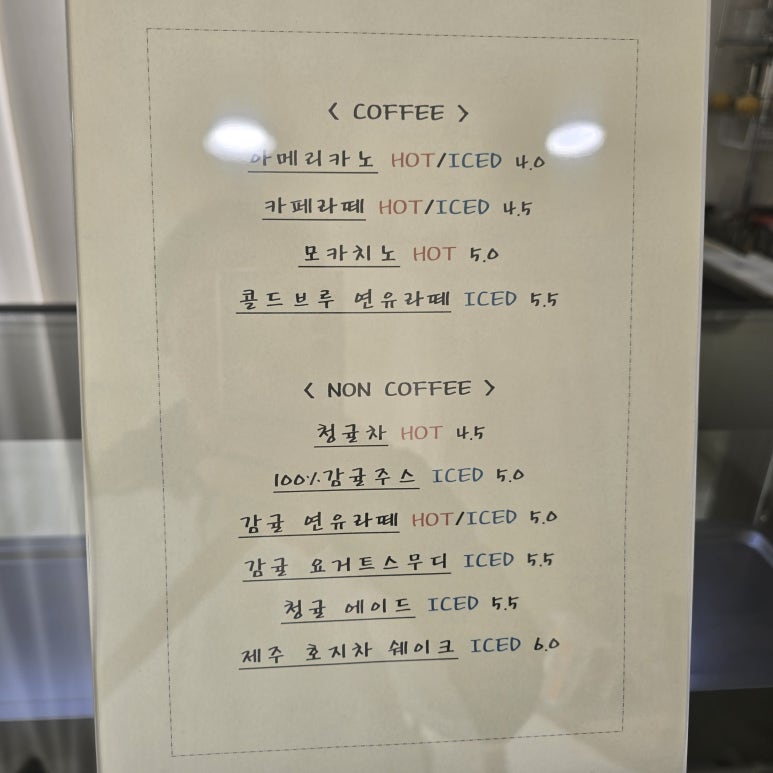 < COFFEE >
아메리카노 HOT/ICED 4.0
카페라떼 HOT/ICED 4.5
모카치노 HOT 5.0
콜드브루 연유라떼 ICED 5.5
< NON COFFEE >
청귤차 HOT 4.5
100%감귤주스 ICED 5.0
감귤 연유라떼 HOT/ICED 5.0
감귤 요거트스무디 ICED 5.5
청귤 에이드 ICED 5.5
제주 호지차 쉐이크 ICED 6.0